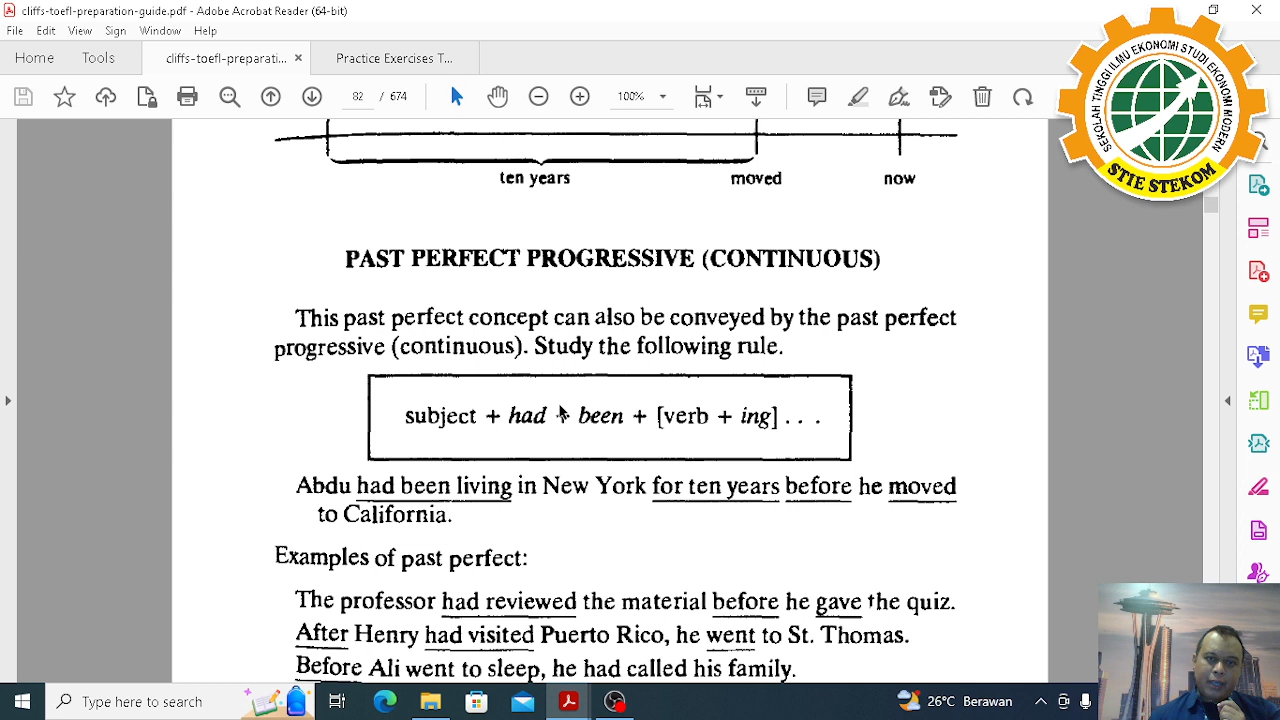 cliffs-toefl-preparation-guide.pdf - Adobe Acrobat Reader (64-bit)
File Edit View Sign Window Help
Home Tools cliffs-toefl-preparati... × Practice Exercises T...
82 / 674 100%
SEKOLAH TINGGI ILMU EKONOMI STUDI EKONOMI MODERN
STIE STEKOM
ten years moved now
PAST PERFECT PROGRESSIVE (CONTINUOUS)
This past perfect concept can also be conveyed by the past perfect
progressive (continuous). Study the following rule.
subject + had been + [verb + ing] . . .
Abdu had been living in New York for ten years before he moved
to California.
Examples of past perfect:
The professor had reviewed the material before he gave the quiz.
After Henry had visited Puerto Rico, he went to St. Thomas.
Before Ali went to sleep, he had called his family.
Type here to search
26°C Berawan